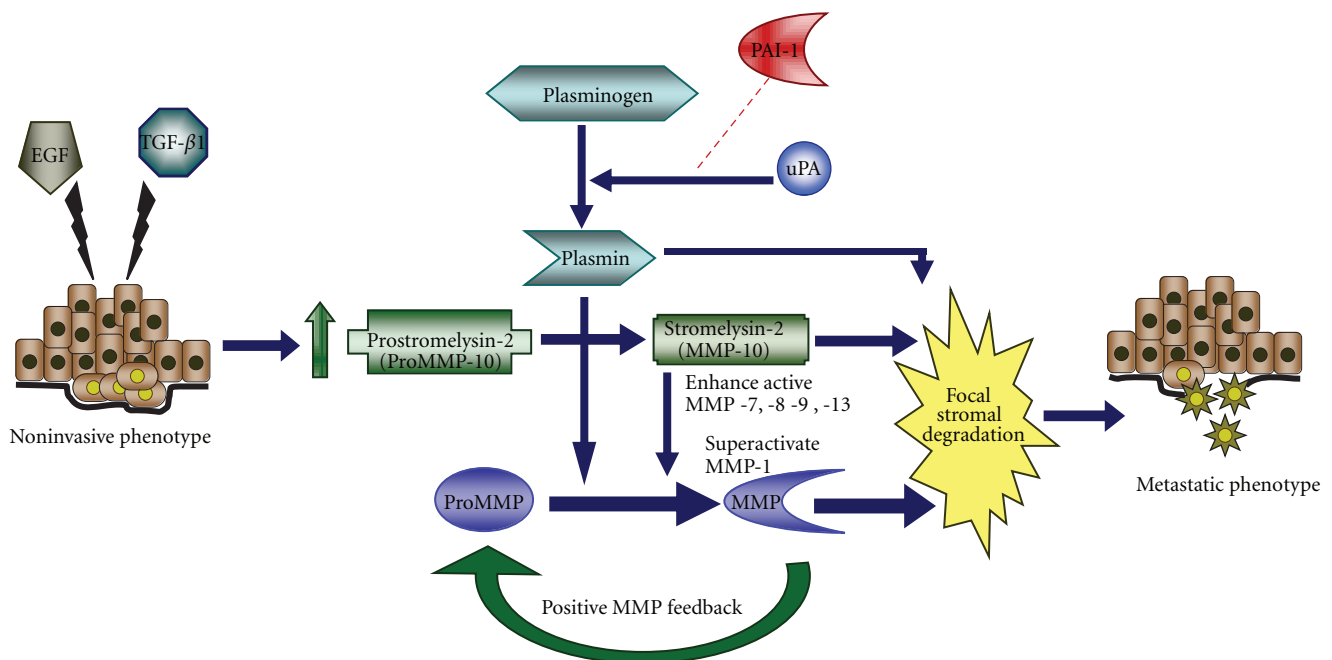 PAI-1
Plasminogen
EGF
TGF-β1
uPA
Plasmin
Prostromelysin-2
(ProMMP-10)
Stromelysin-2
(MMP-10)
Enhance active
MMP -7, -8 -9 , -13
Focal
stromal
degradation
Noninvasive phenotype
Superactivate
MMP-1
Metastatic phenotype
ProMMP
MMP
Positive MMP feedback